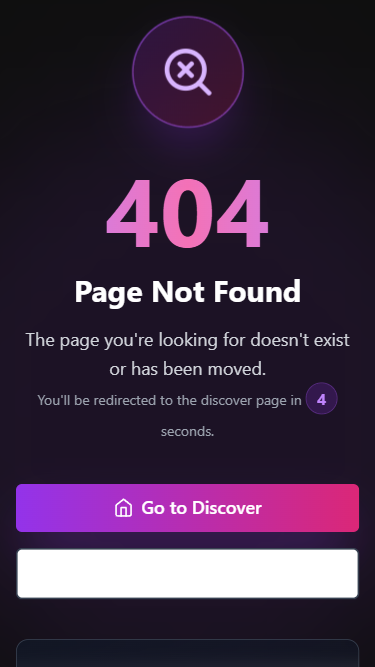 404
Page Not Found
The page you're looking for doesn't exist
or has been moved.
You'll be redirected to the discover page in 4
seconds.
Go to Discover